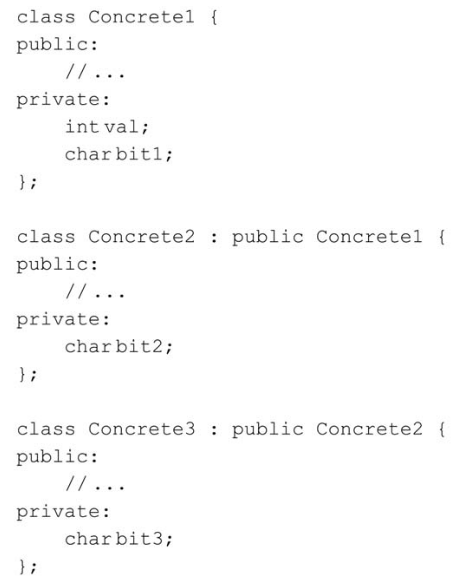 class Concrete1 {
public:
    // ...
private:
    int val;
    char bit1;
};

class Concrete2 : public Concrete1 {
public:
    // ...
private:
    char bit2;
};

class Concrete3 : public Concrete2 {
public:
    // ...
private:
    char bit3;
};